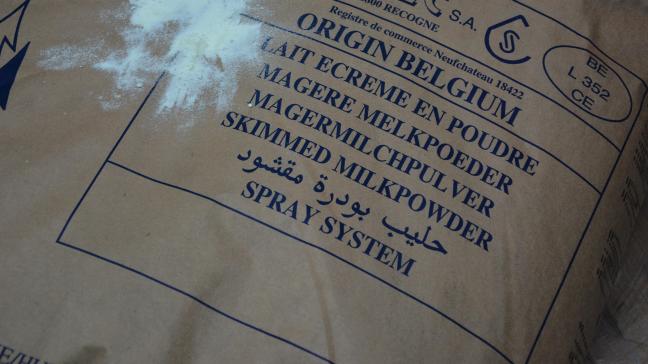 S.A.
RECOGNE
Registre de commerce Neufchateau 18422
ORIGIN BELGIUM
BE
L 352
CE
LAIT ECREME EN POUDRE
MAGERE MELKPOEDER
MAGERMILCHPULVER
SKIMMED MILKPOWDER
حليب بودرة مقشود
SPRAY SYSTEM